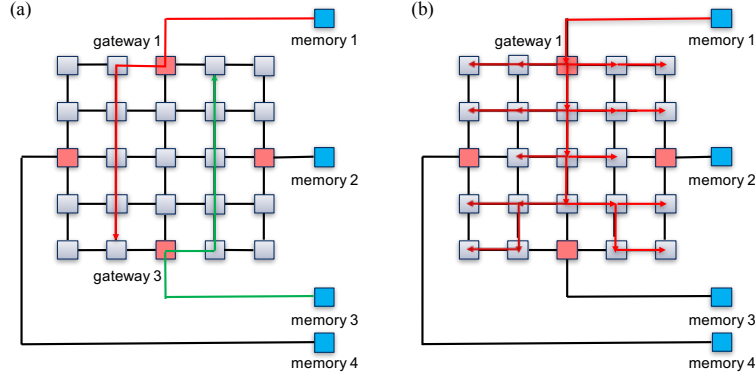 (a)
gateway 1
memory 1
memory 2
gateway 3
memory 3
memory 4
(b)
gateway 1
memory 1
memory 2
memory 3
memory 4